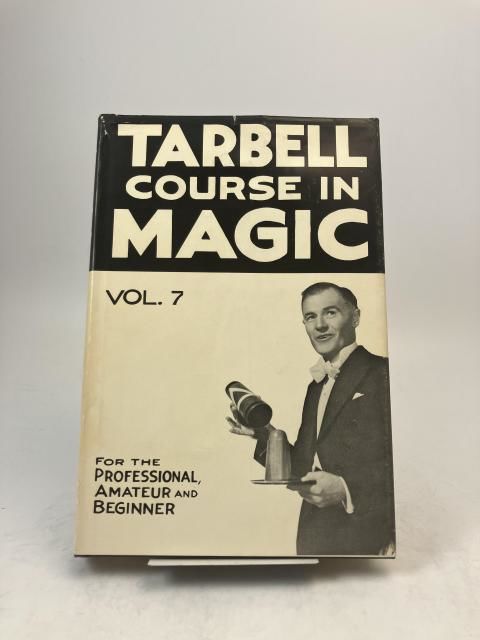 TARBELL
COURSE IN
MAGIC
VOL. 7
FOR THE
PROFESSIONAL,
AMATEUR AND
BEGINNER